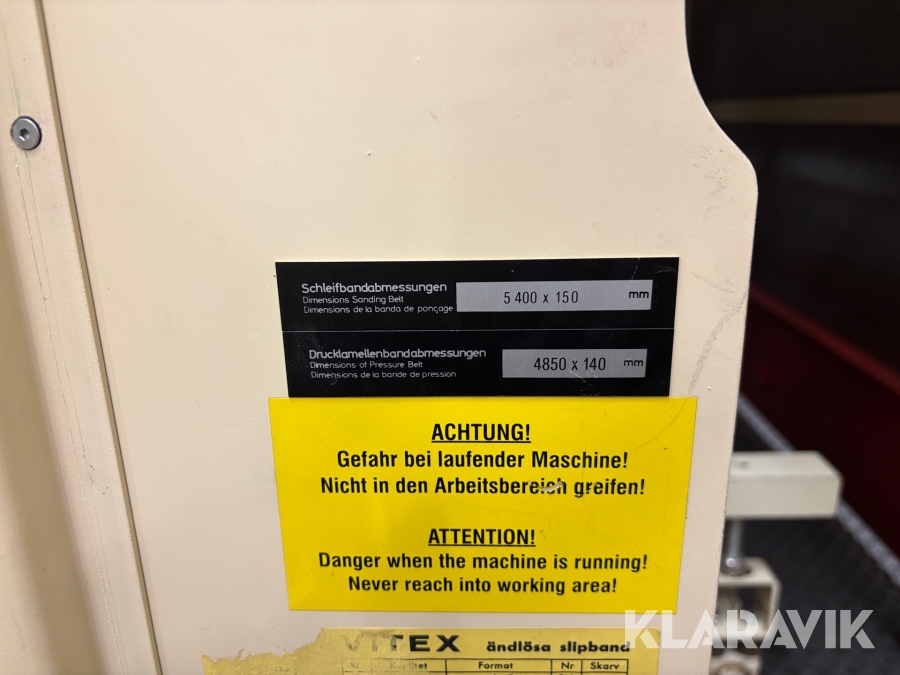 Schleifbandabmessungen
Dimensions Sanding Belt
Dimensions de la banda de ponçage
5400 x 150 mm
Drucklamellenbandabmessungen
Dimensions of Pressure Belt
Dimensions de la bande de pression
4850 x 140 mm
ACHTUNG!
Gefahr bei laufender Maschine!
Nicht in den Arbeitsbereich greifen!
ATTENTION!
Danger when the machine is running!
Never reach into working area!
VITEX ändlösa slipband
Format Nr Skarv
KLARAVIK